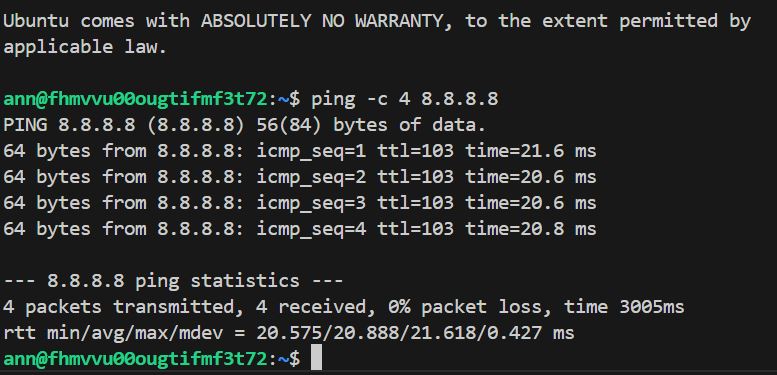 Ubuntu comes with ABSOLUTELY NO WARRANTY, to the extent permitted by
applicable law.
ann@fhmvvu00ougtifmf3t72:~$ ping -c 4 8.8.8.8
PING 8.8.8.8 (8.8.8.8) 56(84) bytes of data.
64 bytes from 8.8.8.8: icmp_seq=1 ttl=103 time=21.6 ms
64 bytes from 8.8.8.8: icmp_seq=2 ttl=103 time=20.6 ms
64 bytes from 8.8.8.8: icmp_seq=3 ttl=103 time=20.6 ms
64 bytes from 8.8.8.8: icmp_seq=4 ttl=103 time=20.8 ms
--- 8.8.8.8 ping statistics ---
4 packets transmitted, 4 received, 0% packet loss, time 3005ms
rtt min/avg/max/mdev = 20.575/20.888/21.618/0.427 ms
ann@fhmvvu00ougtifmf3t72:~$